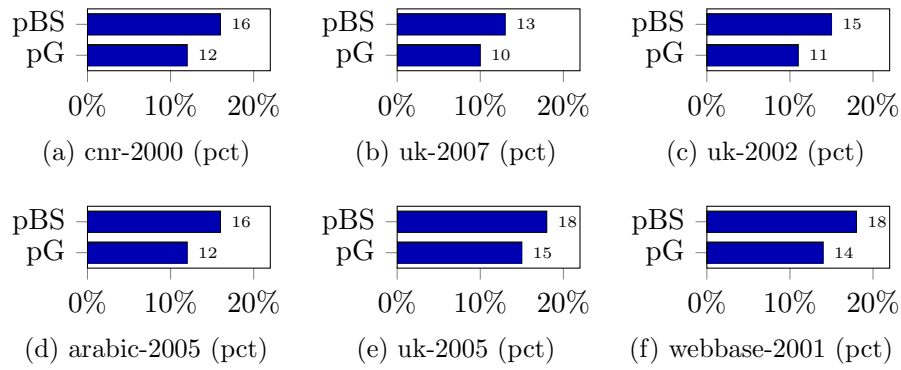 pBS 16 pBS 13 pBS 15
pG 12 pG 10 pG 11
0% 10% 20% 0% 10% 20% 0% 10% 20%
(a) cnr-2000 (pct) (b) uk-2007 (pct) (c) uk-2002 (pct)
pBS 16 pBS 18 pBS 18
pG 12 pG 15 pG 14
0% 10% 20% 0% 10% 20% 0% 10% 20%
(d) arabic-2005 (pct) (e) uk-2005 (pct) (f) webbase-2001 (pct)